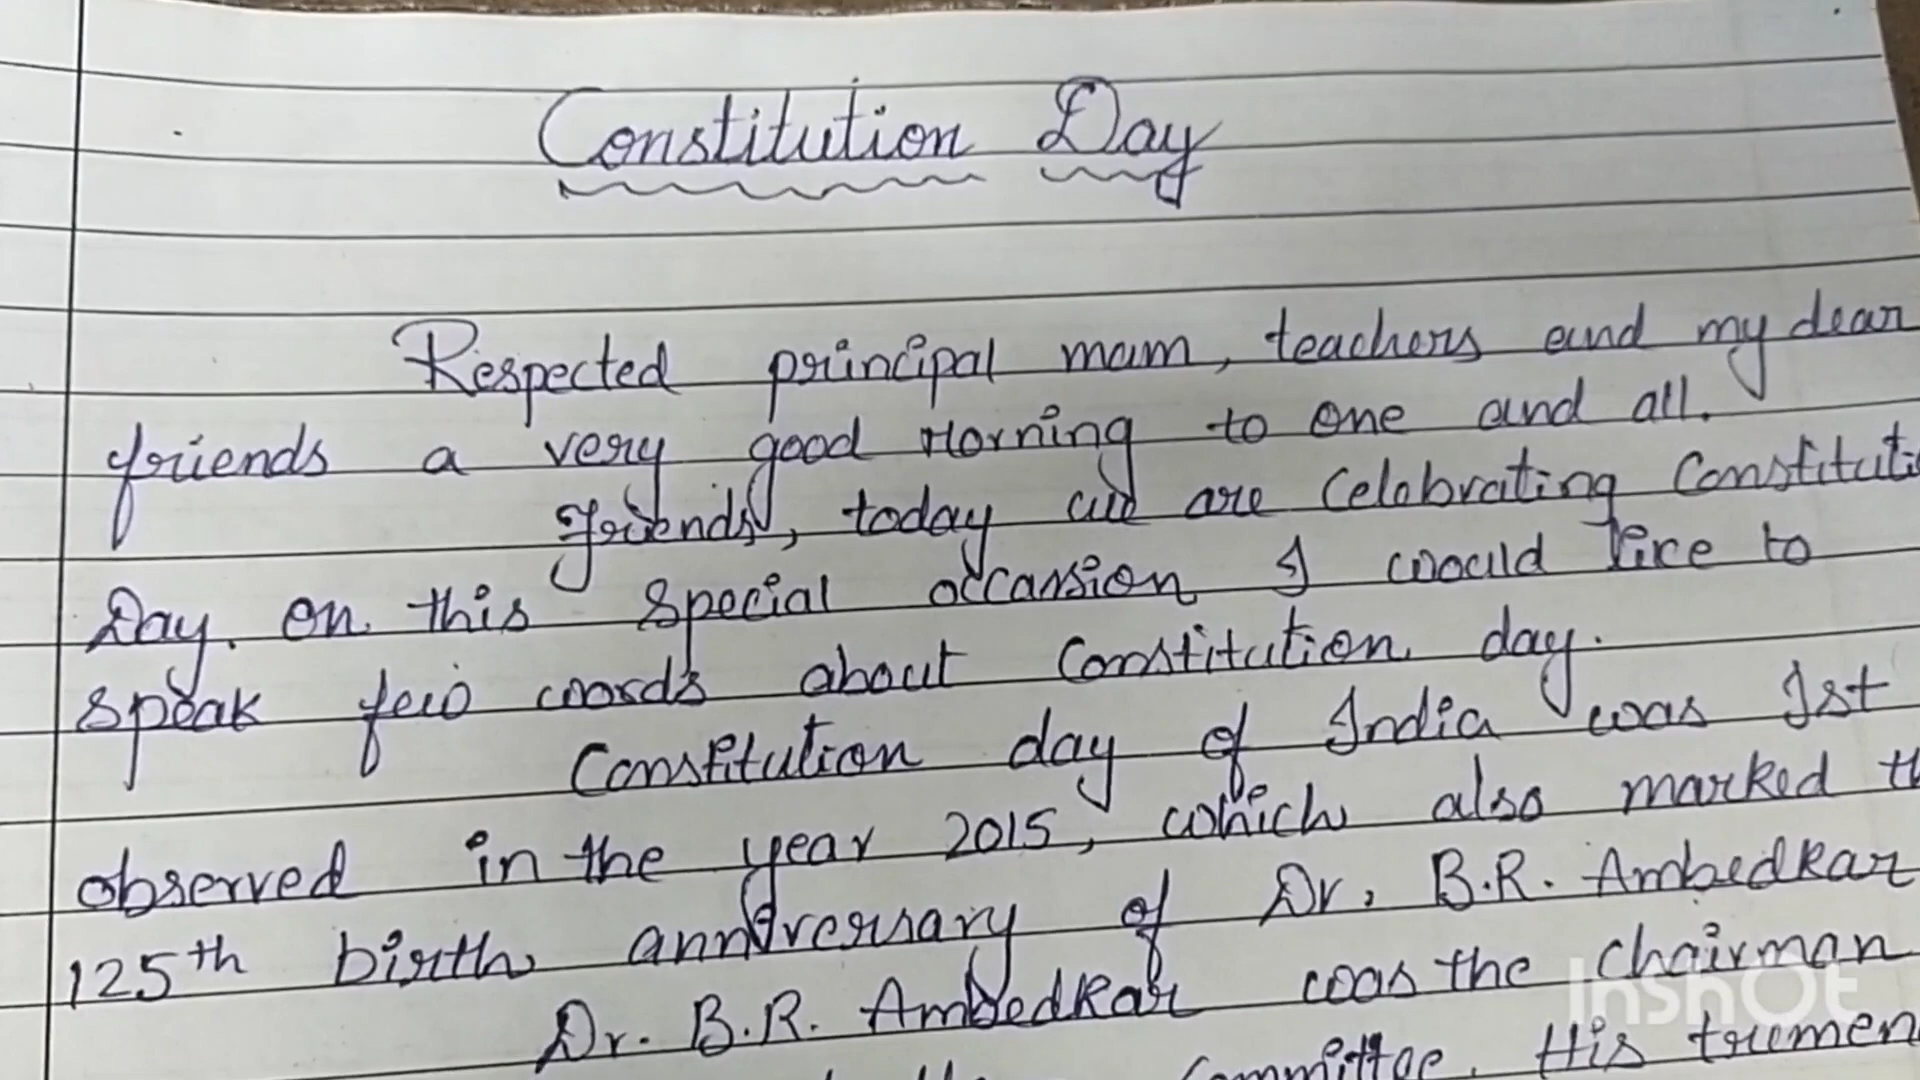 Constitution Day
Respected principal mam, teachers and my dear
friends a very good Morning to one and all.
friends, today we are Celebrating Constituti
Day. on this special occassion I would like to
speak few words about Constitution day.
Constitution day of India was 1st
observed in the year 2015, which also marked th
125th birth anniversary of Dr. B.R. Ambedkar
Dr. B.R. Ambedkar was the chairman
Committee. His tremen
InShOt